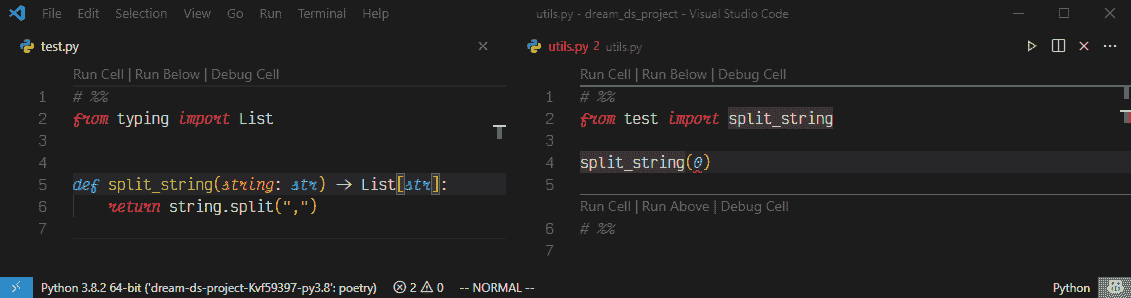 File Edit Selection View Go Run Terminal Help
utils.py - dream_ds_project - Visual Studio Code
test.py
Run Cell | Run Below | Debug Cell
1 # %%
2 from typing import List
3
4
5 def split_string(string: str) → List[str]:
6 return string.split(",")
7
utils.py 2 utils.py
Run Cell | Run Below | Debug Cell
1 # %%
2 from test import split_string
3
4 split_string(0)
5
Run Cell | Run Above | Debug Cell
6 # %%
7
Python 3.8.2 64-bit ('dream-ds-project-Kvf59397-py3.8': poetry) 2 0 -- NORMAL -- Python